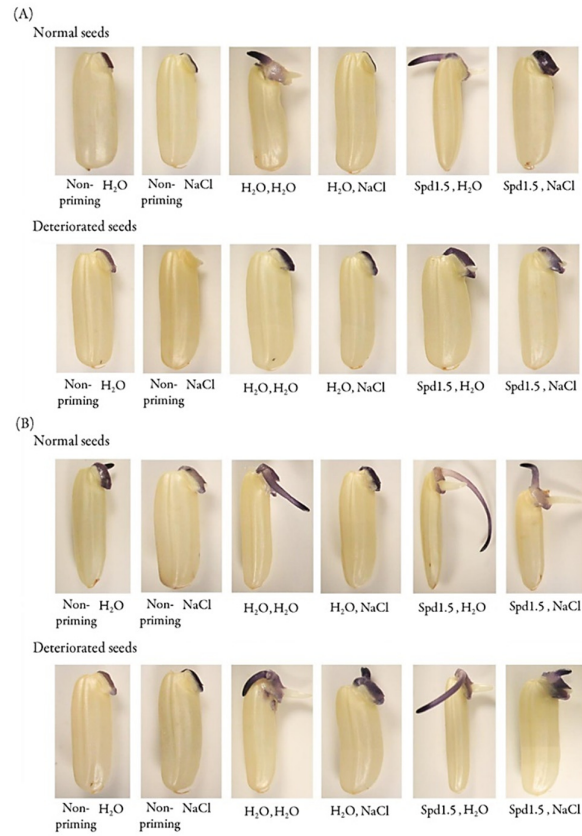 (A)
Normal seeds
Non-priming H₂O
Non-priming NaCl
H₂O, H₂O
H₂O, NaCl
Spd1.5, H₂O
Spd1.5, NaCl
Deteriorated seeds
Non-priming H₂O
Non-priming NaCl
H₂O, H₂O
H₂O, NaCl
Spd1.5, H₂O
Spd1.5, NaCl
(B)
Normal seeds
Non-priming H₂O
Non-priming NaCl
H₂O, H₂O
H₂O, NaCl
Spd1.5, H₂O
Spd1.5, NaCl
Deteriorated seeds
Non-priming H₂O
Non-priming NaCl
H₂O, H₂O
H₂O, NaCl
Spd1.5, H₂O
Spd1.5, NaCl